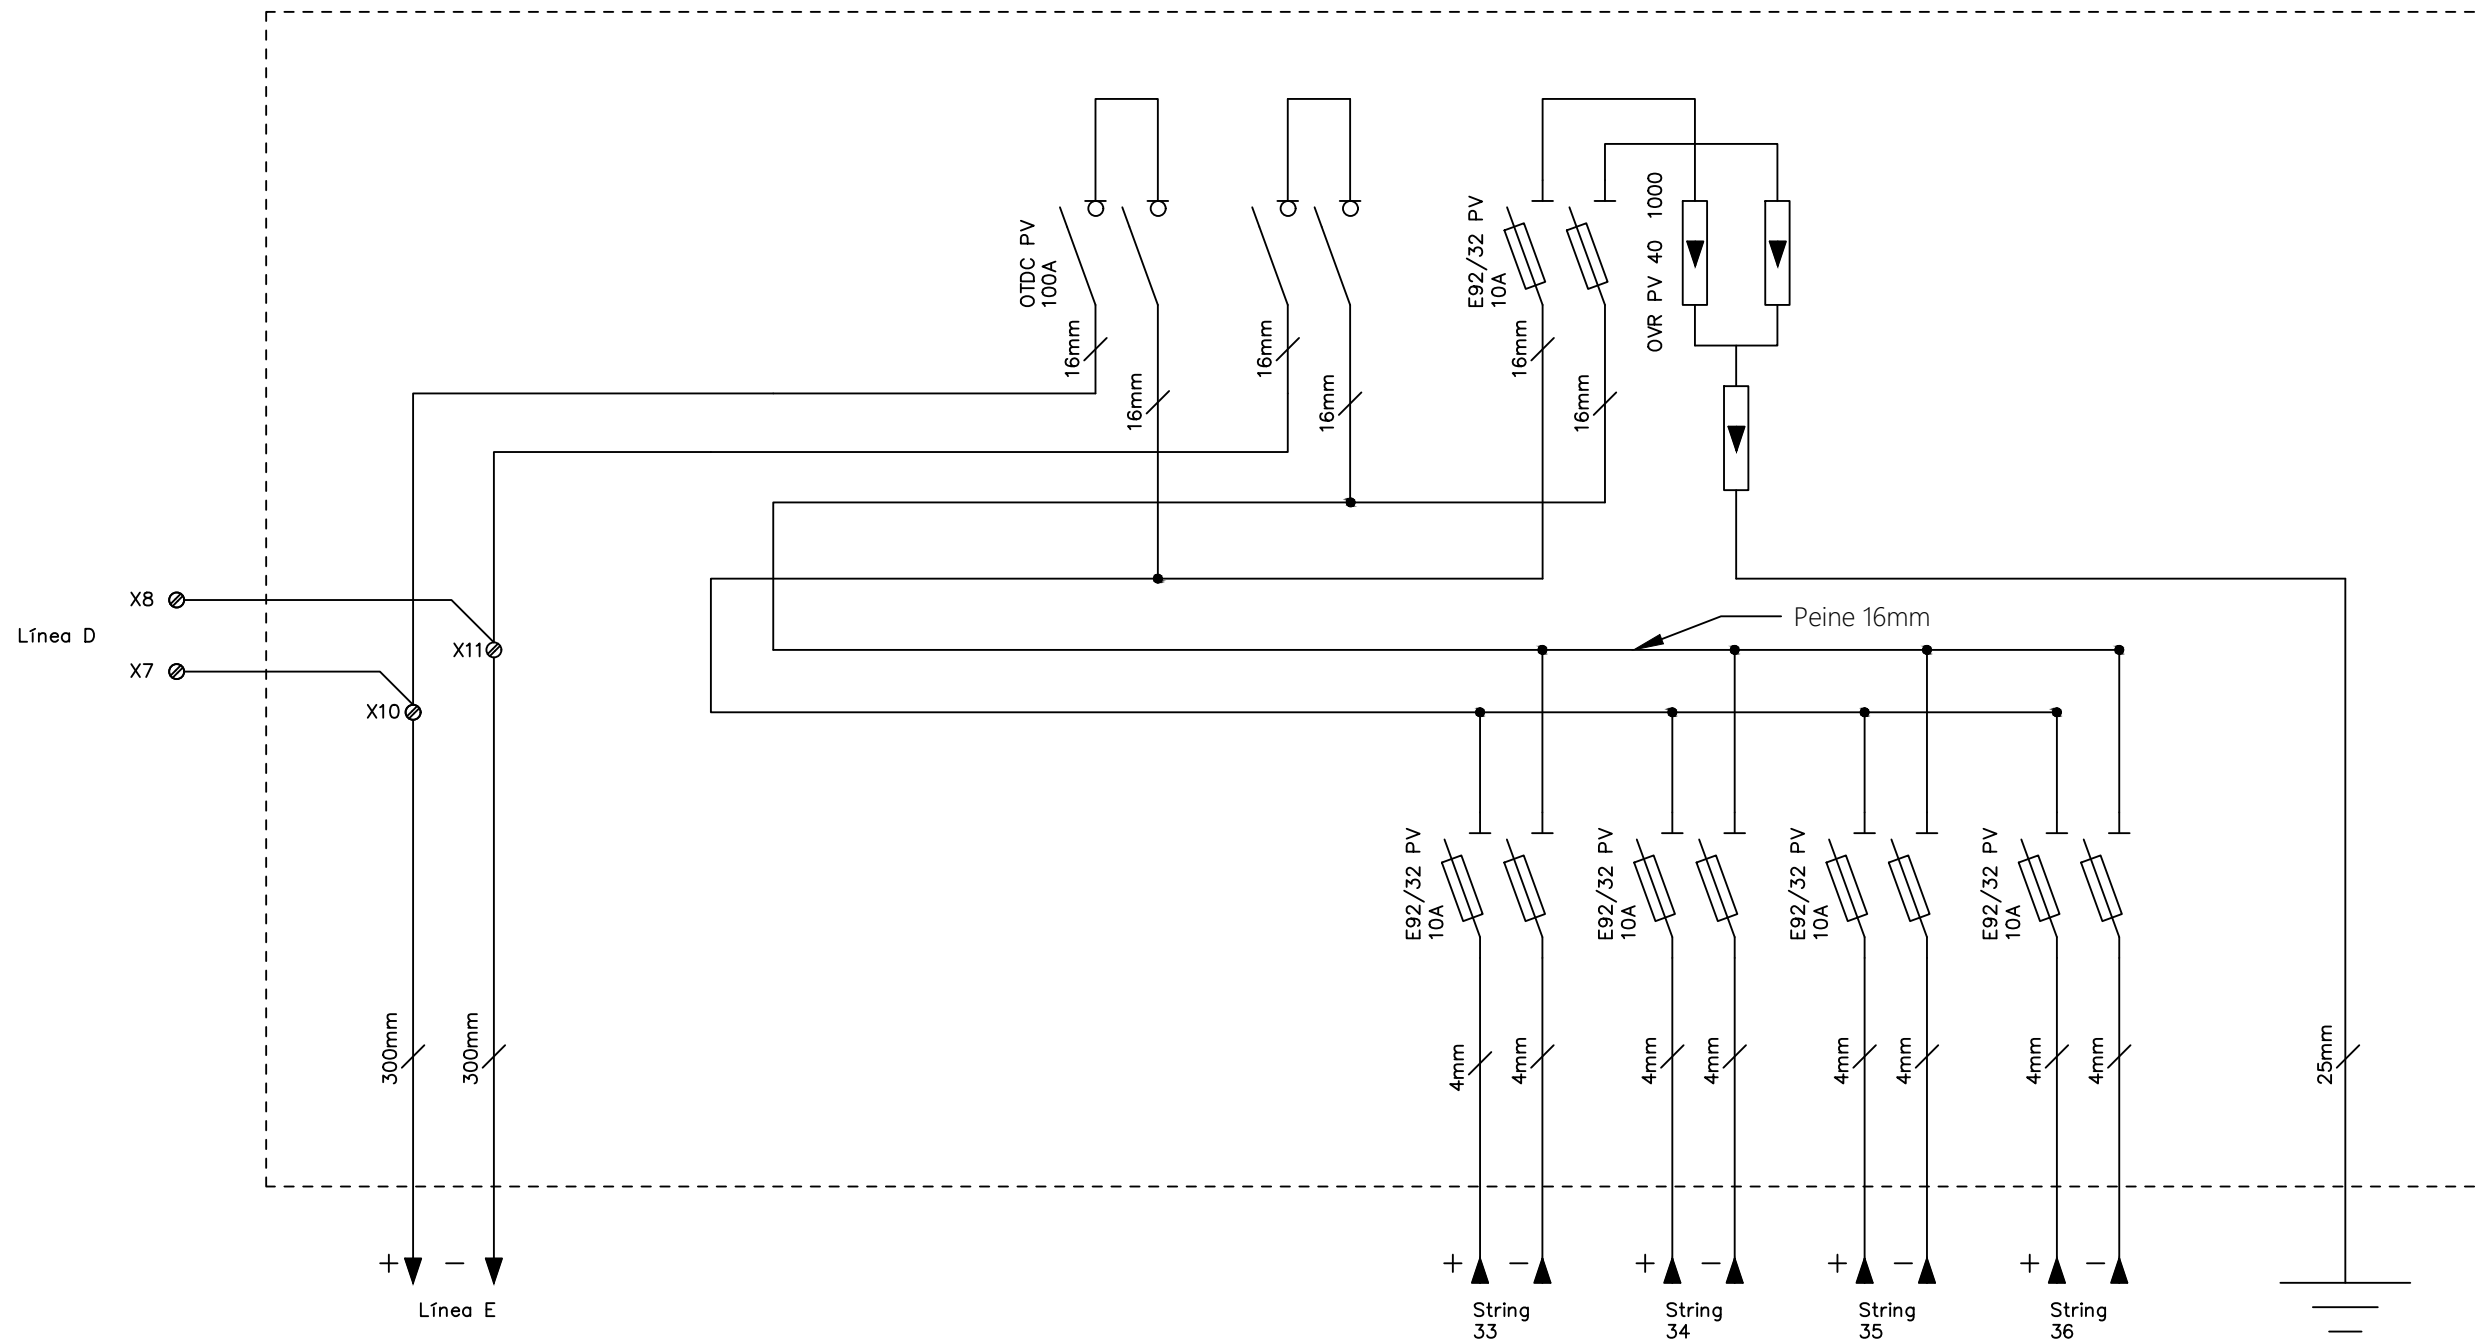 OTDC PV
100A
E92/32 PV
10A
OVR PV 40 1000
16mm
16mm
16mm
16mm
16mm
16mm
X8
Línea D
X7
X11
X10
Peine 16mm
E92/32 PV
10A
E92/32 PV
10A
E92/32 PV
10A
E92/32 PV
10A
300mm
300mm
4mm
4mm
4mm
4mm
4mm
4mm
4mm
4mm
25mm
+ −
Línea E
+ −
String
33
+ −
String
34
+ −
String
35
+ −
String
36